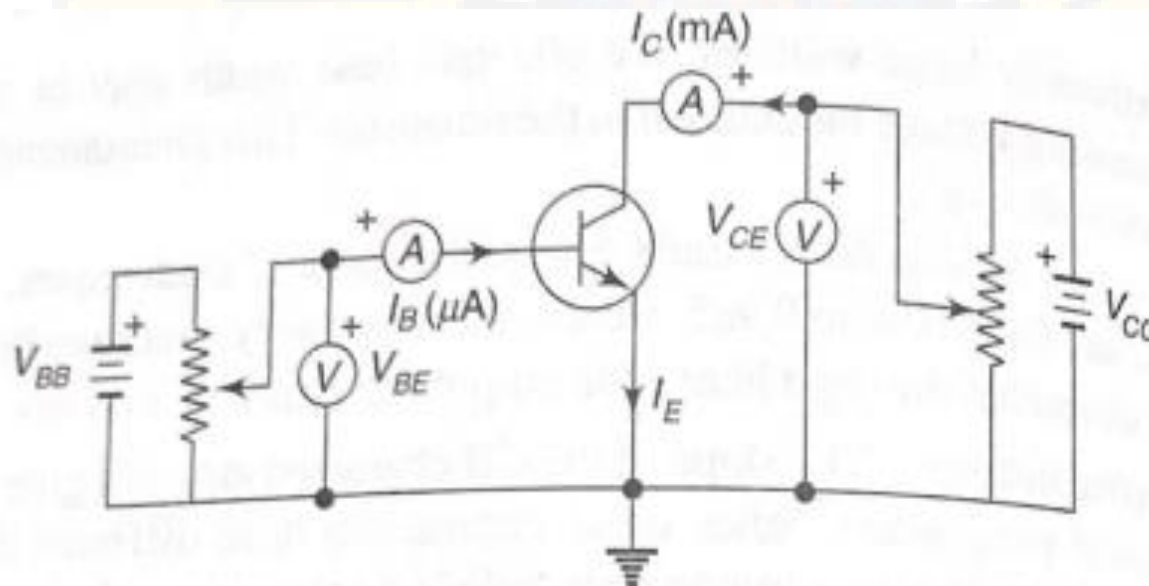 I_C (mA)
+
A
+
V_CE
V
+
V_CC
+
A
I_B (μA)
+
V_BB
+
V
V_BE
I_E